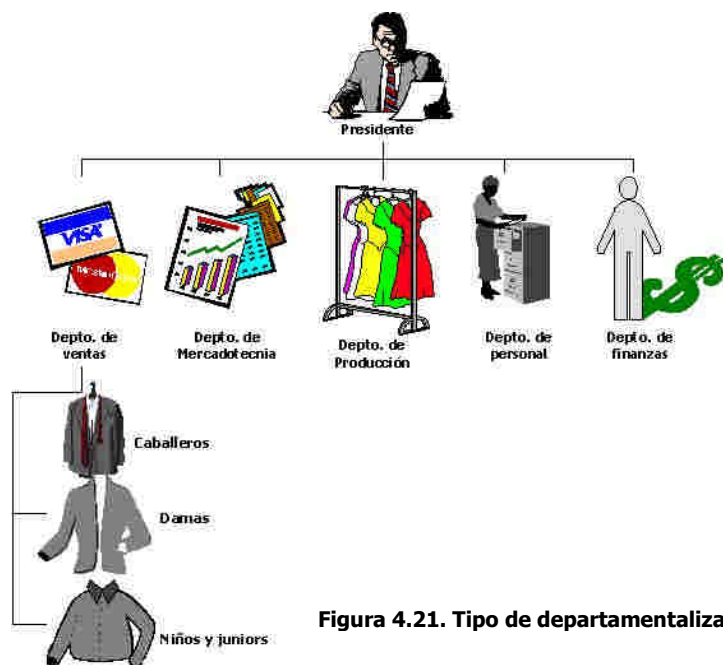 Presidente
VISA
Depto. de
ventas
Depto. de
Mercadotecnia
Depto. de
Producción
Depto. de
personal
Depto. de
finanzas
Caballeros
Damas
Niños y juniors
Figura 4.21. Tipo de departamentaliza